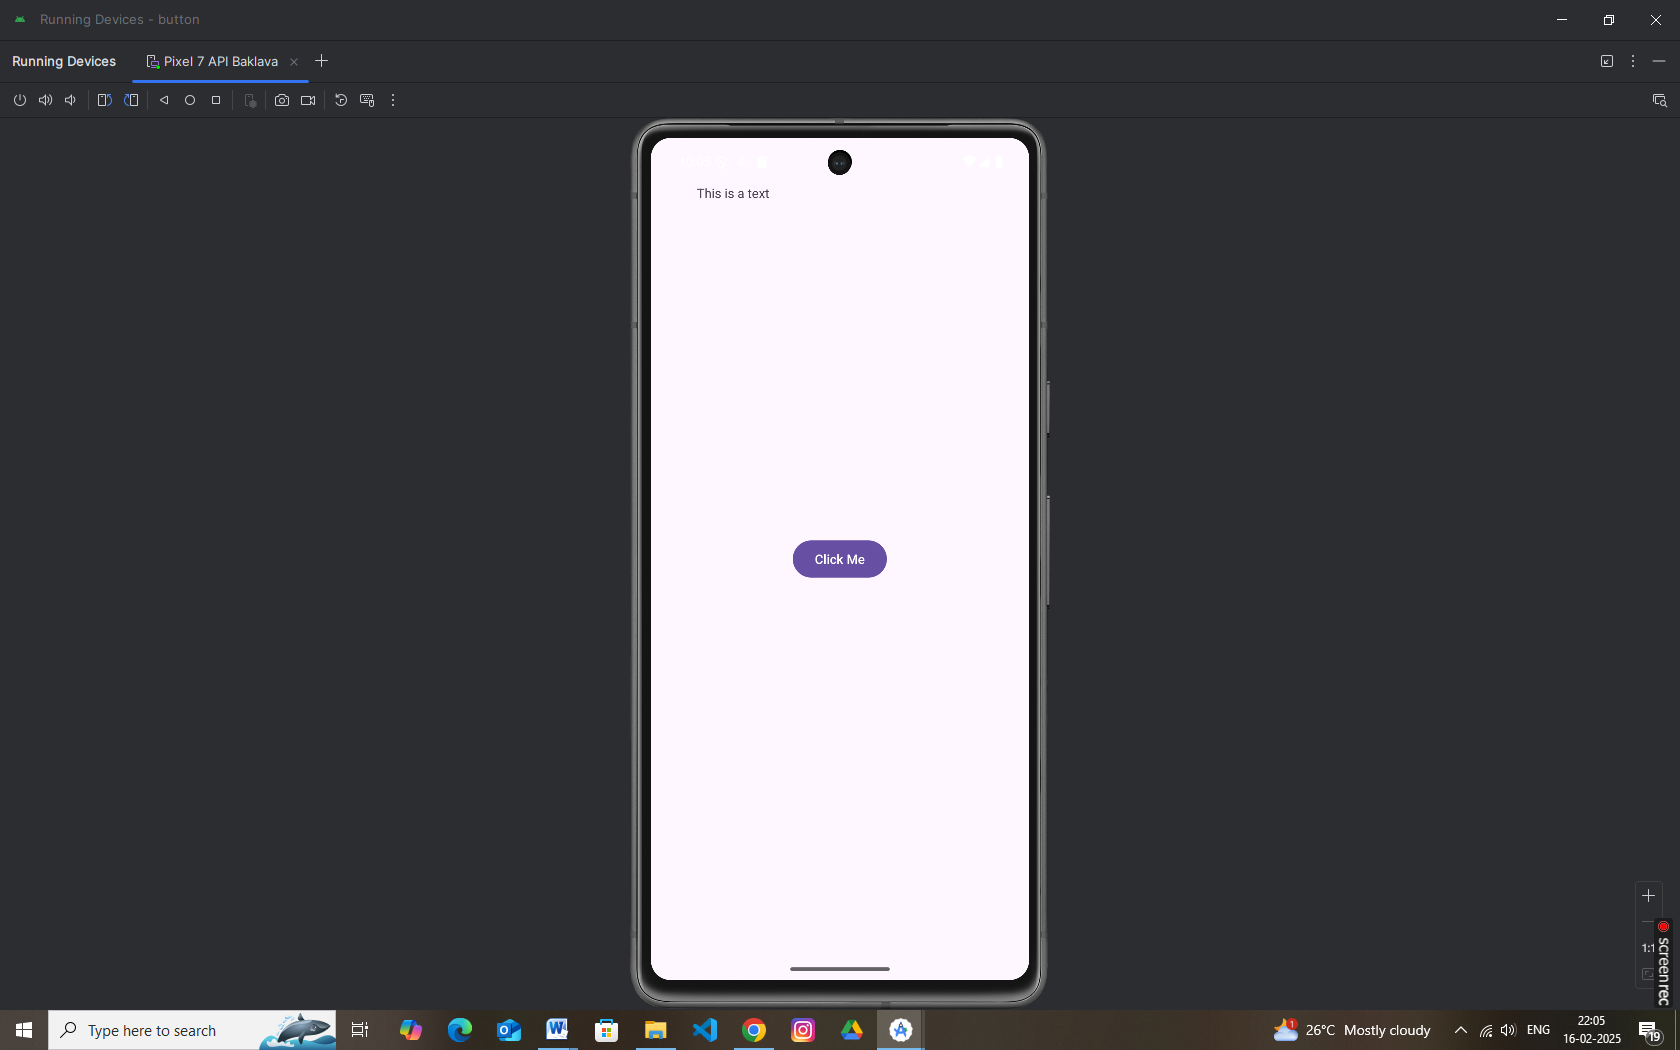 Running Devices - button
Running Devices
Pixel 7 API Baklava
This is a text
Click Me
1:1
screenrec
Type here to search
1
26°C Mostly cloudy
ENG
22:05
16-02-2025
19